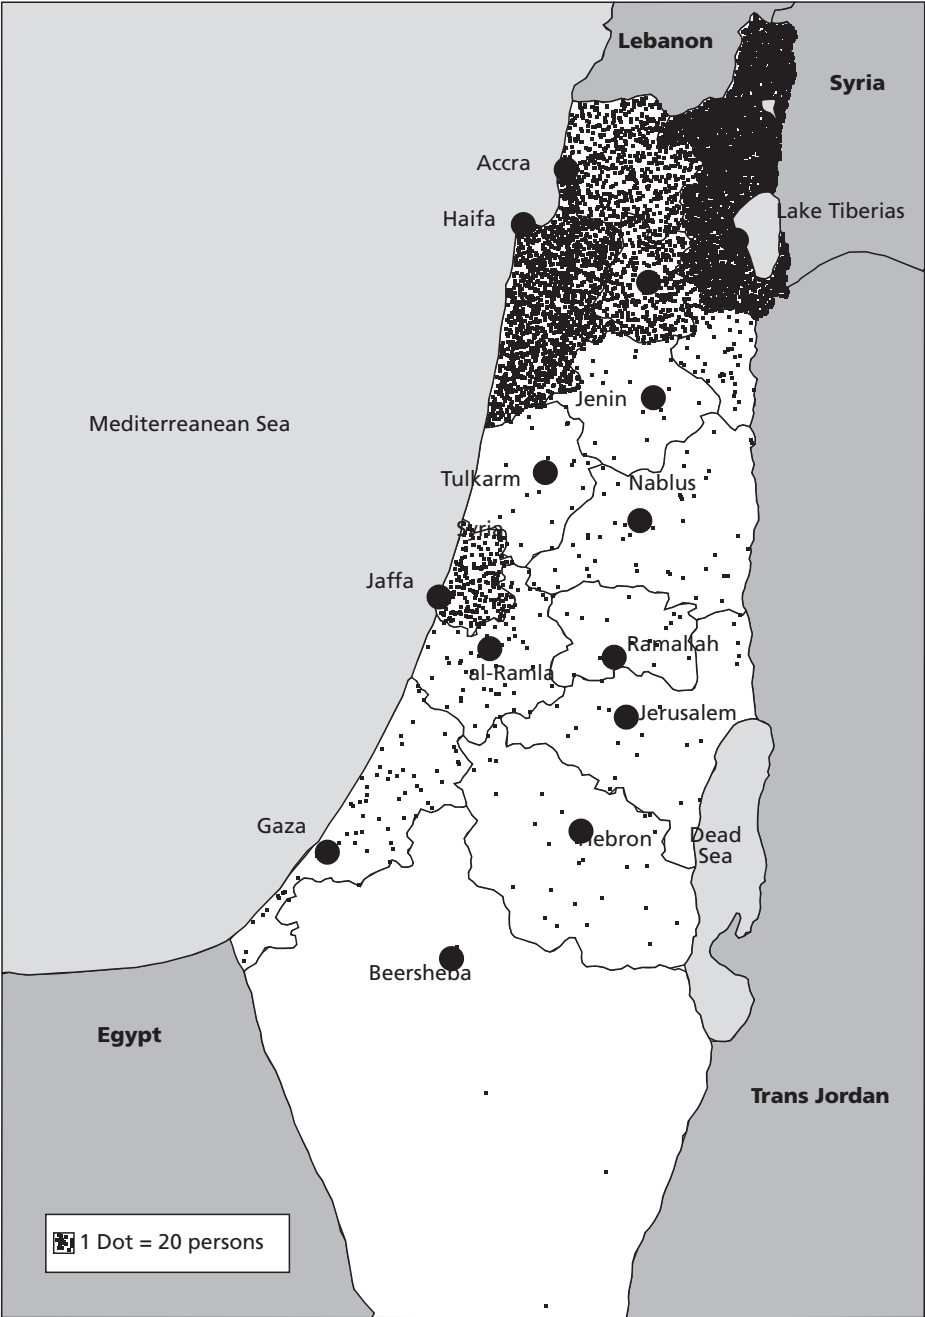 Lebanon
Syria
Accra
Lake Tiberias
Haifa
Jenin
Mediterreanean Sea
Tulkarm
Nablus
Syria
Jaffa
Ramallah
al-Ramla
Jerusalem
Gaza
Hebron
Dead
Sea
Beersheba
Egypt
Trans Jordan
1 Dot = 20 persons